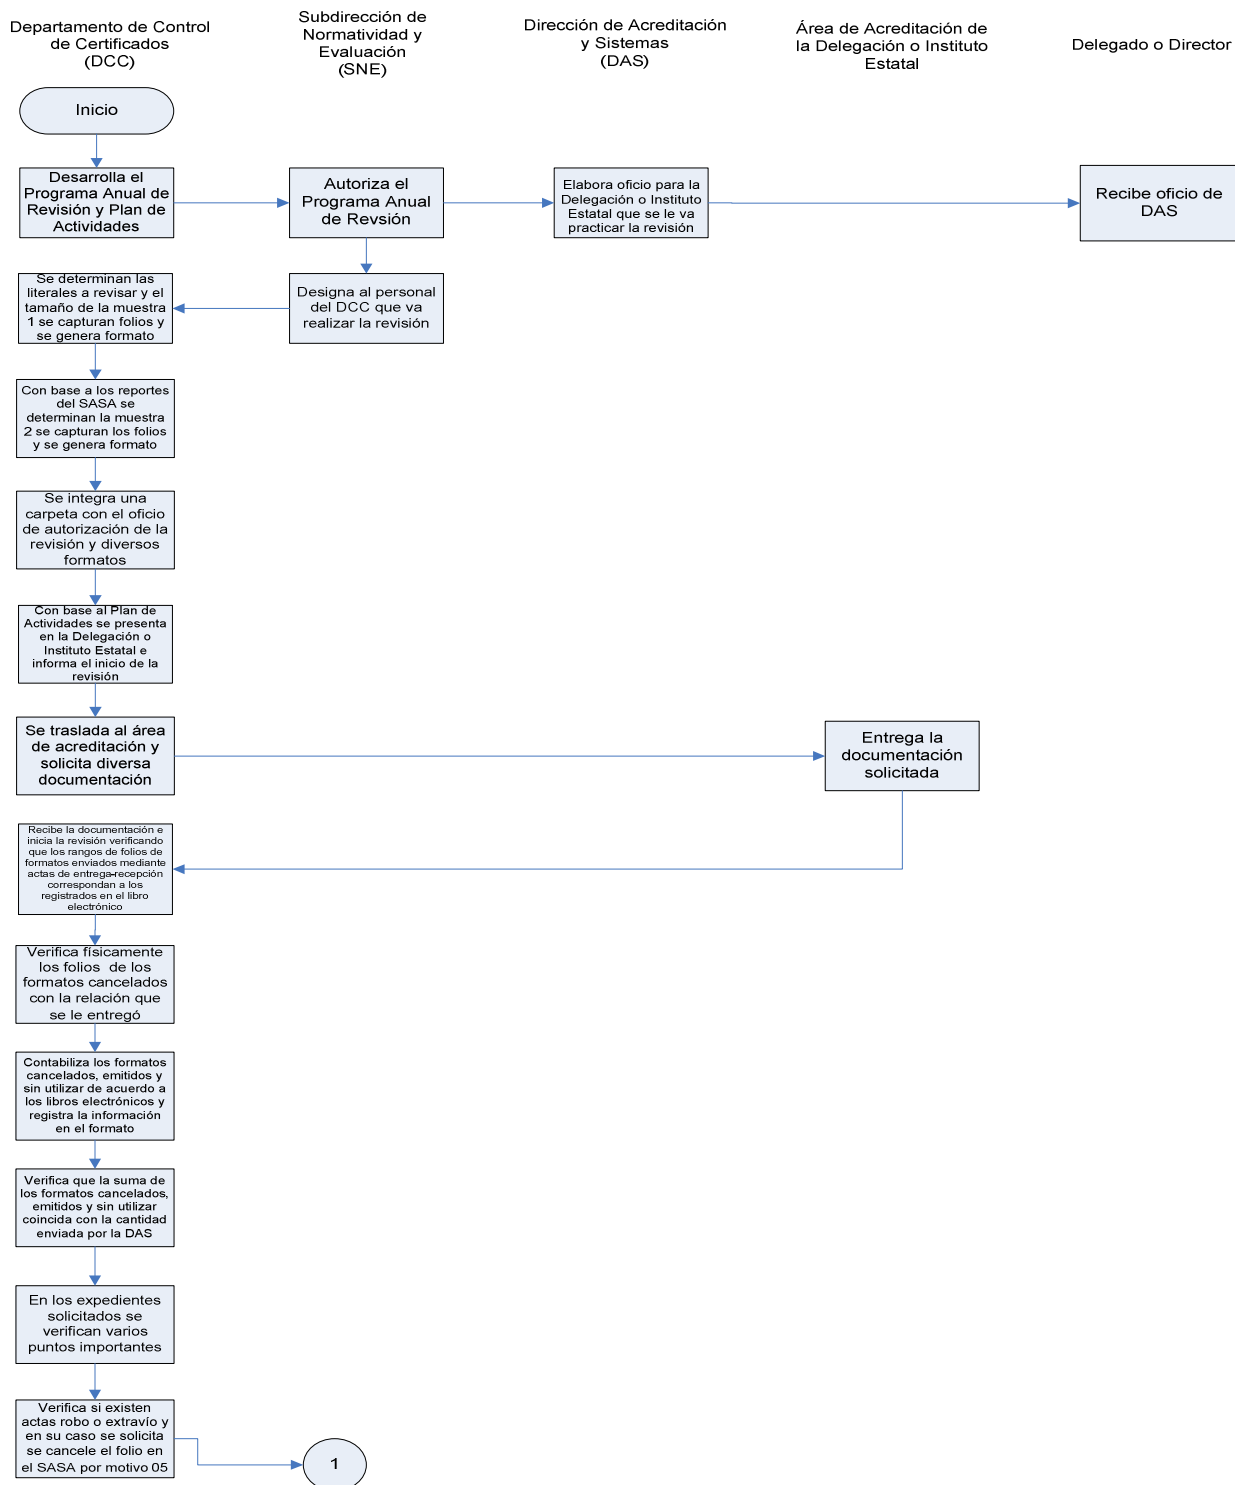 Departamento de Control
de Certificados
(DCC)
Subdirección de
Normatividad y
Evaluación
(SNE)
Dirección de Acreditación
y Sistemas
(DAS)
Área de Acreditación de
la Delegación o Instituto
Estatal
Delegado o Director
Inicio
Desarrolla el
Programa Anual de
Revisión y Plan de
Actividades
Autoriza el
Programa Anual
de Revsión
Elabora oficio para la
Delegación o Instituto
Estatal que se le va
practicar la revisión
Recibe oficio de
DAS
Se determinan las
literales a revisar y el
tamaño de la muestra
1 se capturan folios y
se genera formato
Designa al personal
del DCC que va
realizar la revisión
Con base a los reportes
del SASA se
determinan la muestra
2 se capturan los folios
y se genera formato
Se integra una
carpeta con el oficio
de autorización de la
revisión y diversos
formatos
Con base al Plan de
Actividades se presenta
en la Delegación o
Instituto Estatal e
informa el inicio de la
revisión
Se traslada al área
de acreditación y
solicita diversa
documentación
Entrega la
documentación
solicitada
Recibe la documentación e
inicia la revisión verificando
que los rangos de folios de
formatos enviados mediante
actas de entrega-recepción
correspondan a los
registrados en el libro
electrónico
Verifica físicamente
los folios de los
formatos cancelados
con la relación que
se le entregó
Contabiliza los formatos
cancelados, emitidos y
sin utilizar de acuerdo a
los libros electrónicos y
registra la información
en el formato
Verifica que la suma de
los formatos cancelados,
emitidos y sin utilizar
coincida con la cantidad
enviada por la DAS
En los expedientes
solicitados se
verifican varios
puntos importantes
Verifica si existen
actas robo o extravío y
en su caso se solicita
se cancele el folio en
el SASA por motivo 05
1